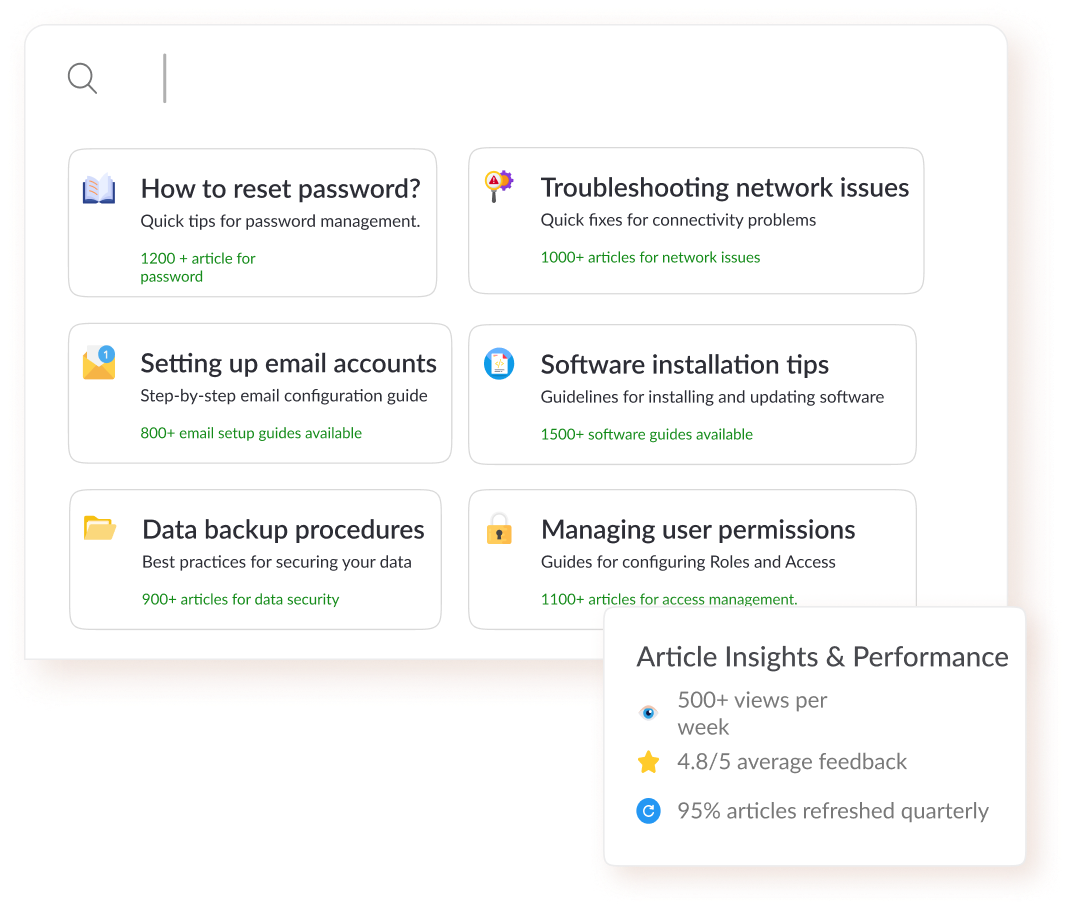 How to reset password?
Quick tips for password management.
1200 + article for
password
Troubleshooting network issues
Quick fixes for connectivity problems
1000+ articles for network issues
1
Setting up email accounts
Step-by-step email configuration guide
800+ email setup guides available
Software installation tips
Guidelines for installing and updating software
1500+ software guides available
Data backup procedures
Best practices for securing your data
900+ articles for data security
Managing user permissions
Guides for configuring Roles and Access
1100+ articles for access management.
Article Insights & Performance
500+ views per
week
4.8/5 average feedback
95% articles refreshed quarterly